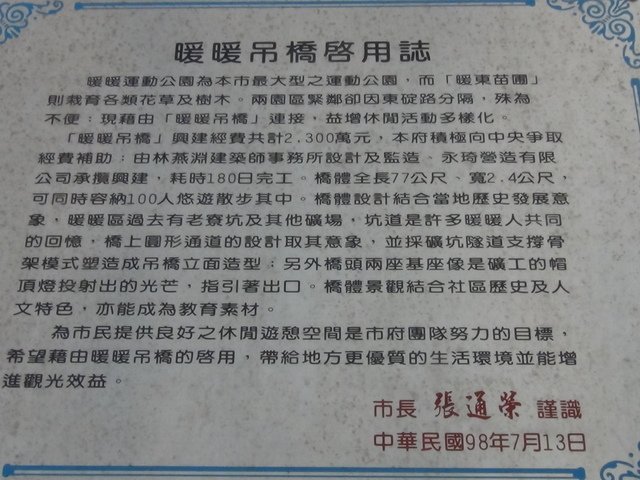 暖暖吊橋啓用誌
暖暖運動公園為本市最大型之運動公園，而「暖東苗圃」
則栽育各類花草及樹木。兩園區緊鄰卻因東碇路分隔，殊為
不便；現藉由「暖暖吊橋」連接，益增休閒活動多樣化。
「暖暖吊橋」興建經費共計2,300萬元，本府積極向中央爭取
經費補助；由林燕淵建築師事務所設計及監造、永琦營造有限
公司承攬興建，耗時180日完工。橋體全長77公尺、寬2.4公尺，
可同時容納100人悠遊散步其中。橋體設計結合當地歷史發展意
象，暖暖區過去有老寮坑及其他礦場，坑道是許多暖暖人共同
的回憶，橋上圓形通道的設計取其意象，並採礦坑隧道支撐骨
架模式塑造成吊橋立面造型；另外橋頭兩座基座像是礦工的帽
頂燈投射出的光芒，指引著出口。橋體景觀結合社區歷史及人
文特色，亦能成為教育素材。
為市民提供良好之休閒遊憩空間是市府團隊努力的目標，
希望藉由暖暖吊橋的啓用，帶給地方更優質的生活環境並能增
進觀光效益。
市長 張通榮 謹識
中華民國98年7月13日